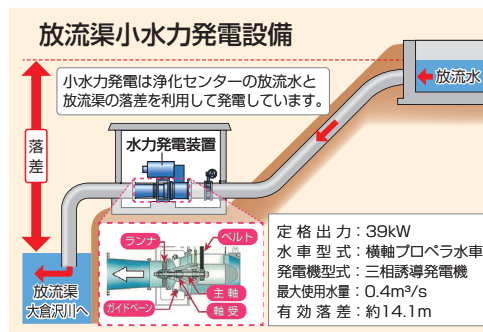 放流渠小水力発電設備
小水力発電は浄化センターの放流水と
放流渠の落差を利用して発電しています。
放流水
落差
水力発電装置
ランナ
ベルト
ガイドベーン
主軸
軸受
放流渠
大倉沢川へ
定格出力:39kW
水車型式:横軸プロペラ水車
発電機型式:三相誘導発電機
最大使用水量:0.4m³/s
有効落差:約14.1m